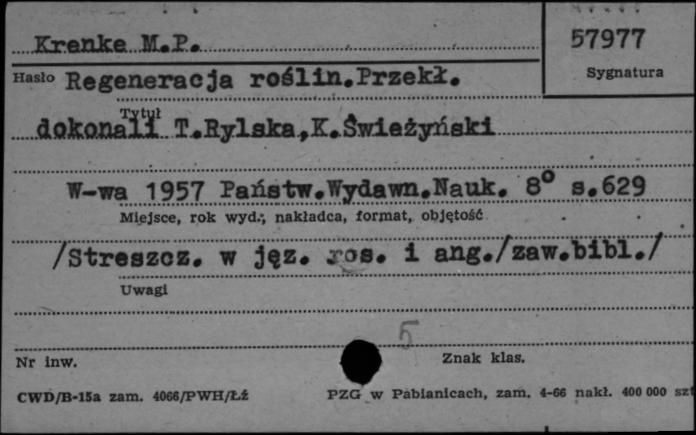 Krenke M.P.
57977
Sygnatura
Hasło Regeneracja roślin.Przekł.
Tytuł
dokonali T.Rylska,K.Świeżyński
W-wa 1957 Państw.Wydawn.Nauk. 8° s.629
Miejsce, rok wyd., nakładca, format, objętość
/Streszcz. w jęz. ros. i ang./zaw.bibl./
Uwagi
5
Nr inw.
Znak klas.
CWD/B-15a zam. 4066/PWH/Łź
PZG w Pabianicach, zam. 4-66 nakł. 400 000 szt